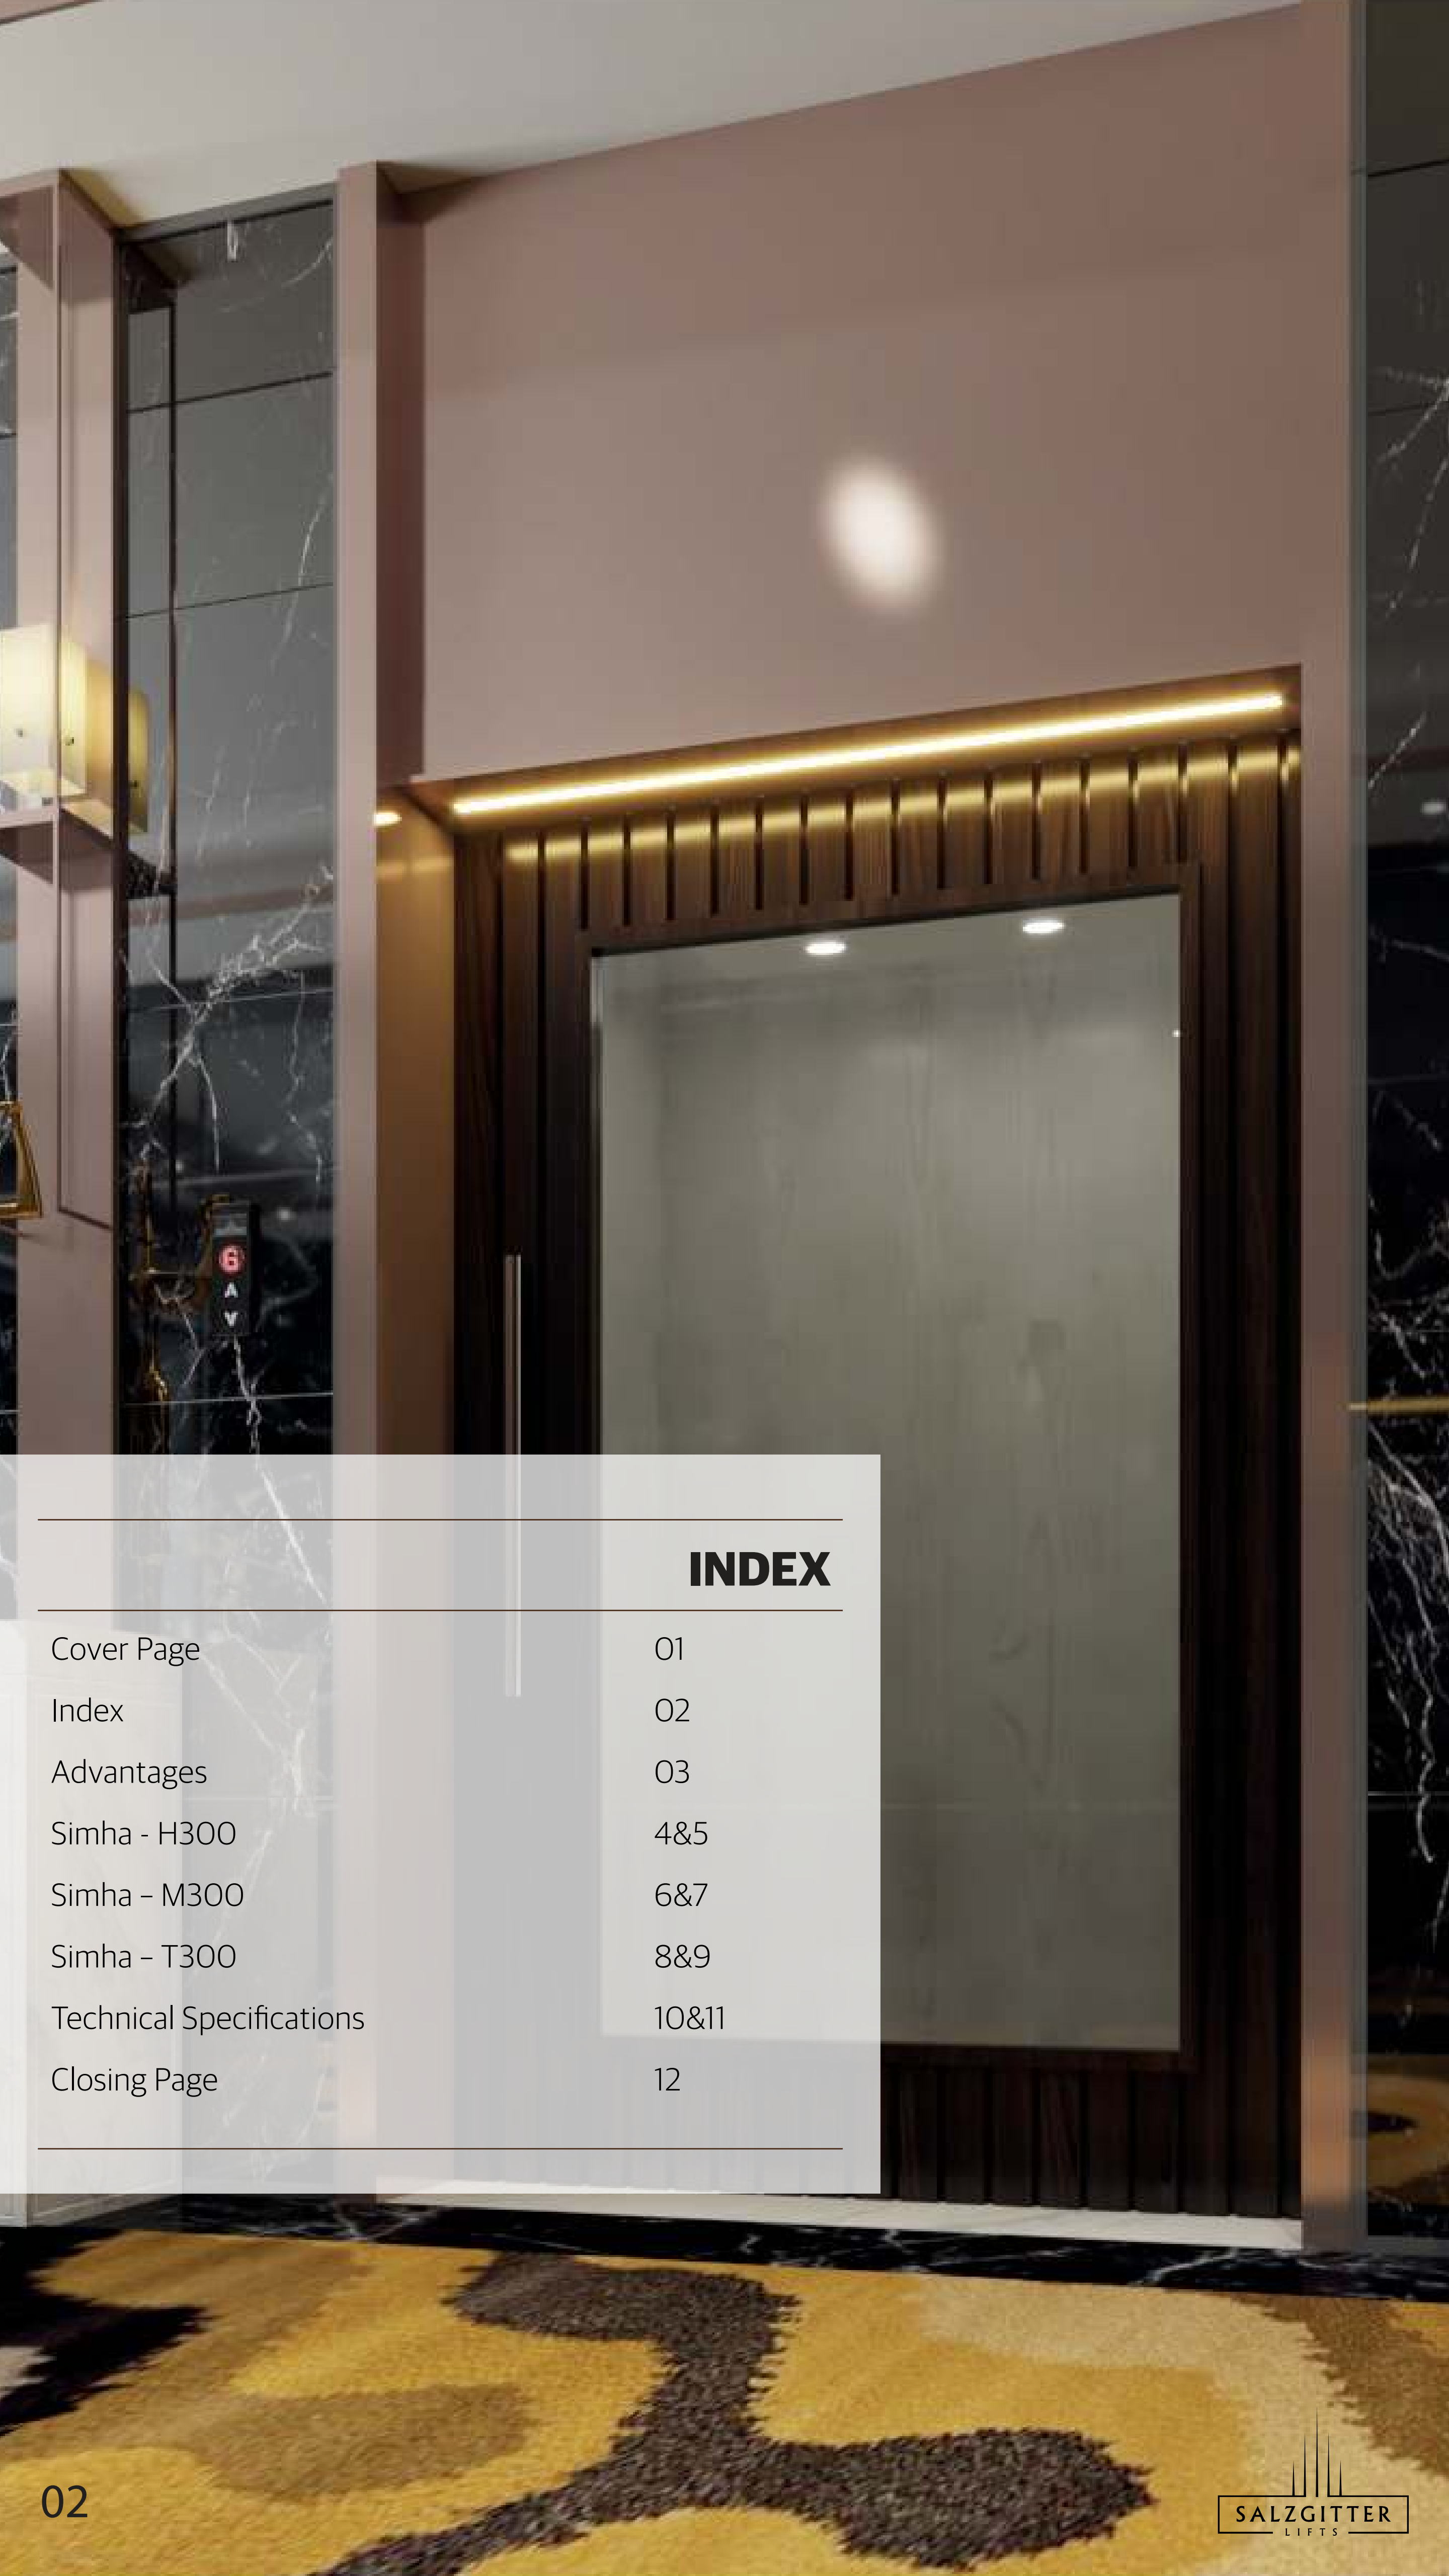 6
INDEX
Cover Page 01
Index 02
Advantages 03
Simha - H300 4&5
Simha – M300 6&7
Simha – T300 8&9
Technical Specifications 10&11
Closing Page 12
02
SALZGITTER
LIFTS